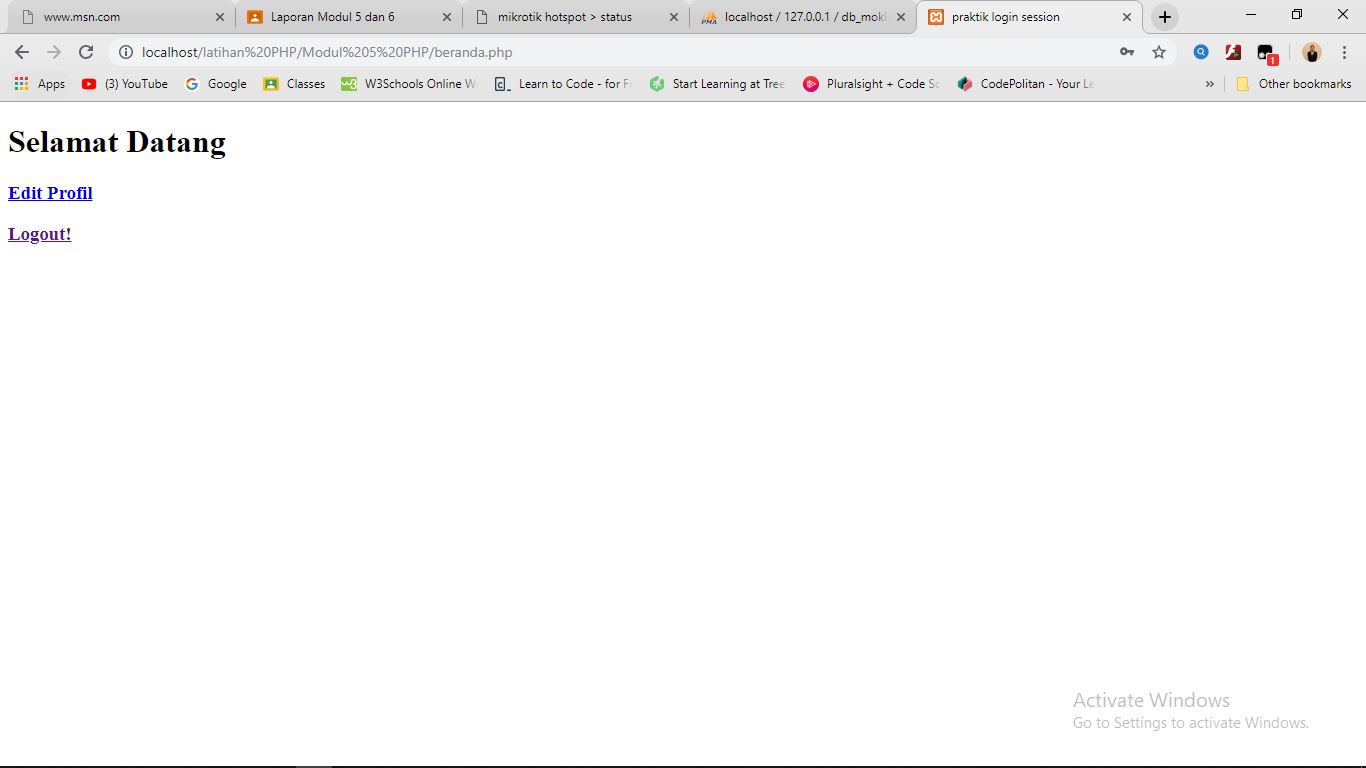 www.msn.com
Laporan Modul 5 dan 6
mikrotik hotspot > status
PMA
localhost / 127.0.0.1 / db_mokl
praktik login session
localhost/latihan%20PHP/Modul%205%20PHP/beranda.php
1
Apps
(3) YouTube
Google
Classes
W3Schools Online W
Learn to Code - for F
Start Learning at Tree
Pluralsight + Code Sc
CodePolitan - Your Le
»
Other bookmarks
Selamat Datang
Edit Profil
Logout!
Activate Windows
Go to Settings to activate Windows.